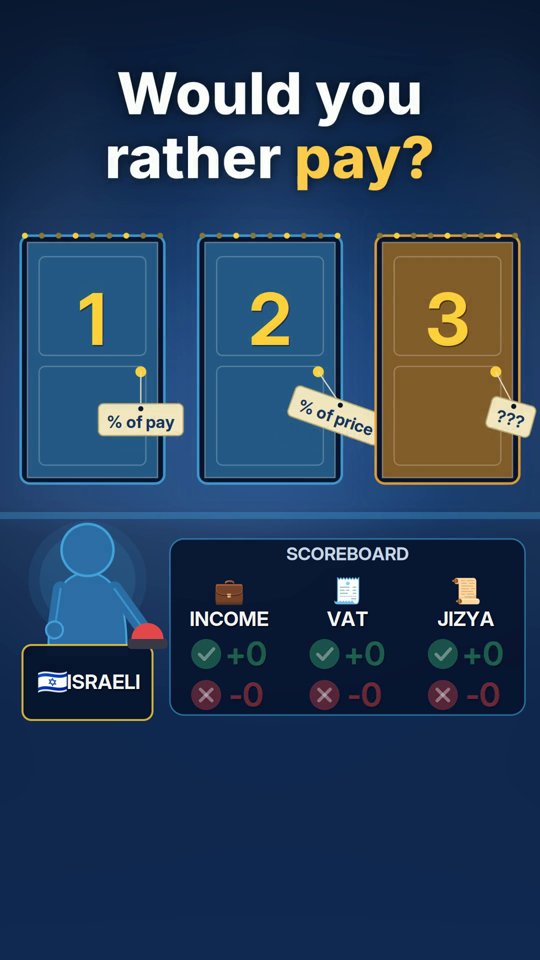 Would you
rather pay?
1
2
3
% of pay
% of price
???
SCOREBOARD
INCOME
VAT
JIZYA
+0
+0
+0
-0
-0
-0
ISRAELI